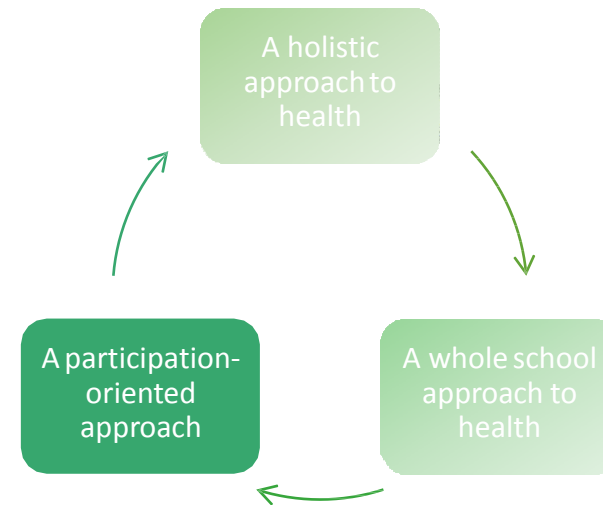 A holistic
approach to
health
A participation-
oriented
approach
A whole school
approach to
health